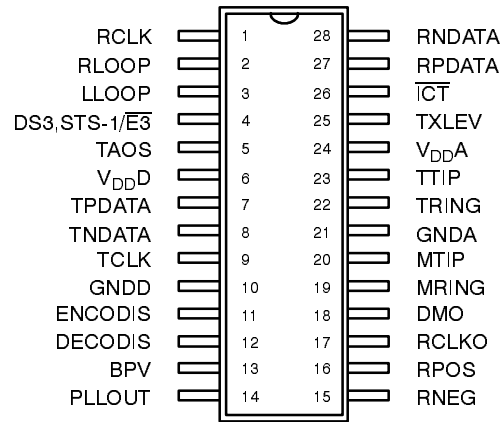 RCLK 1 28 RNDATA
RLOOP 2 27 RPDATA
LLOOP 3 26 I̅C̅T̅
DS3,STS-1/E̅3̅ 4 25 TXLEV
TAOS 5 24 VDDA
VDDD 6 23 TTIP
TPDATA 7 22 TRING
TNDATA 8 21 GNDA
TCLK 9 20 MTIP
GNDD 10 19 MRING
ENCODIS 11 18 DMO
DECODIS 12 17 RCLKO
BPV 13 16 RPOS
PLLOUT 14 15 RNEG